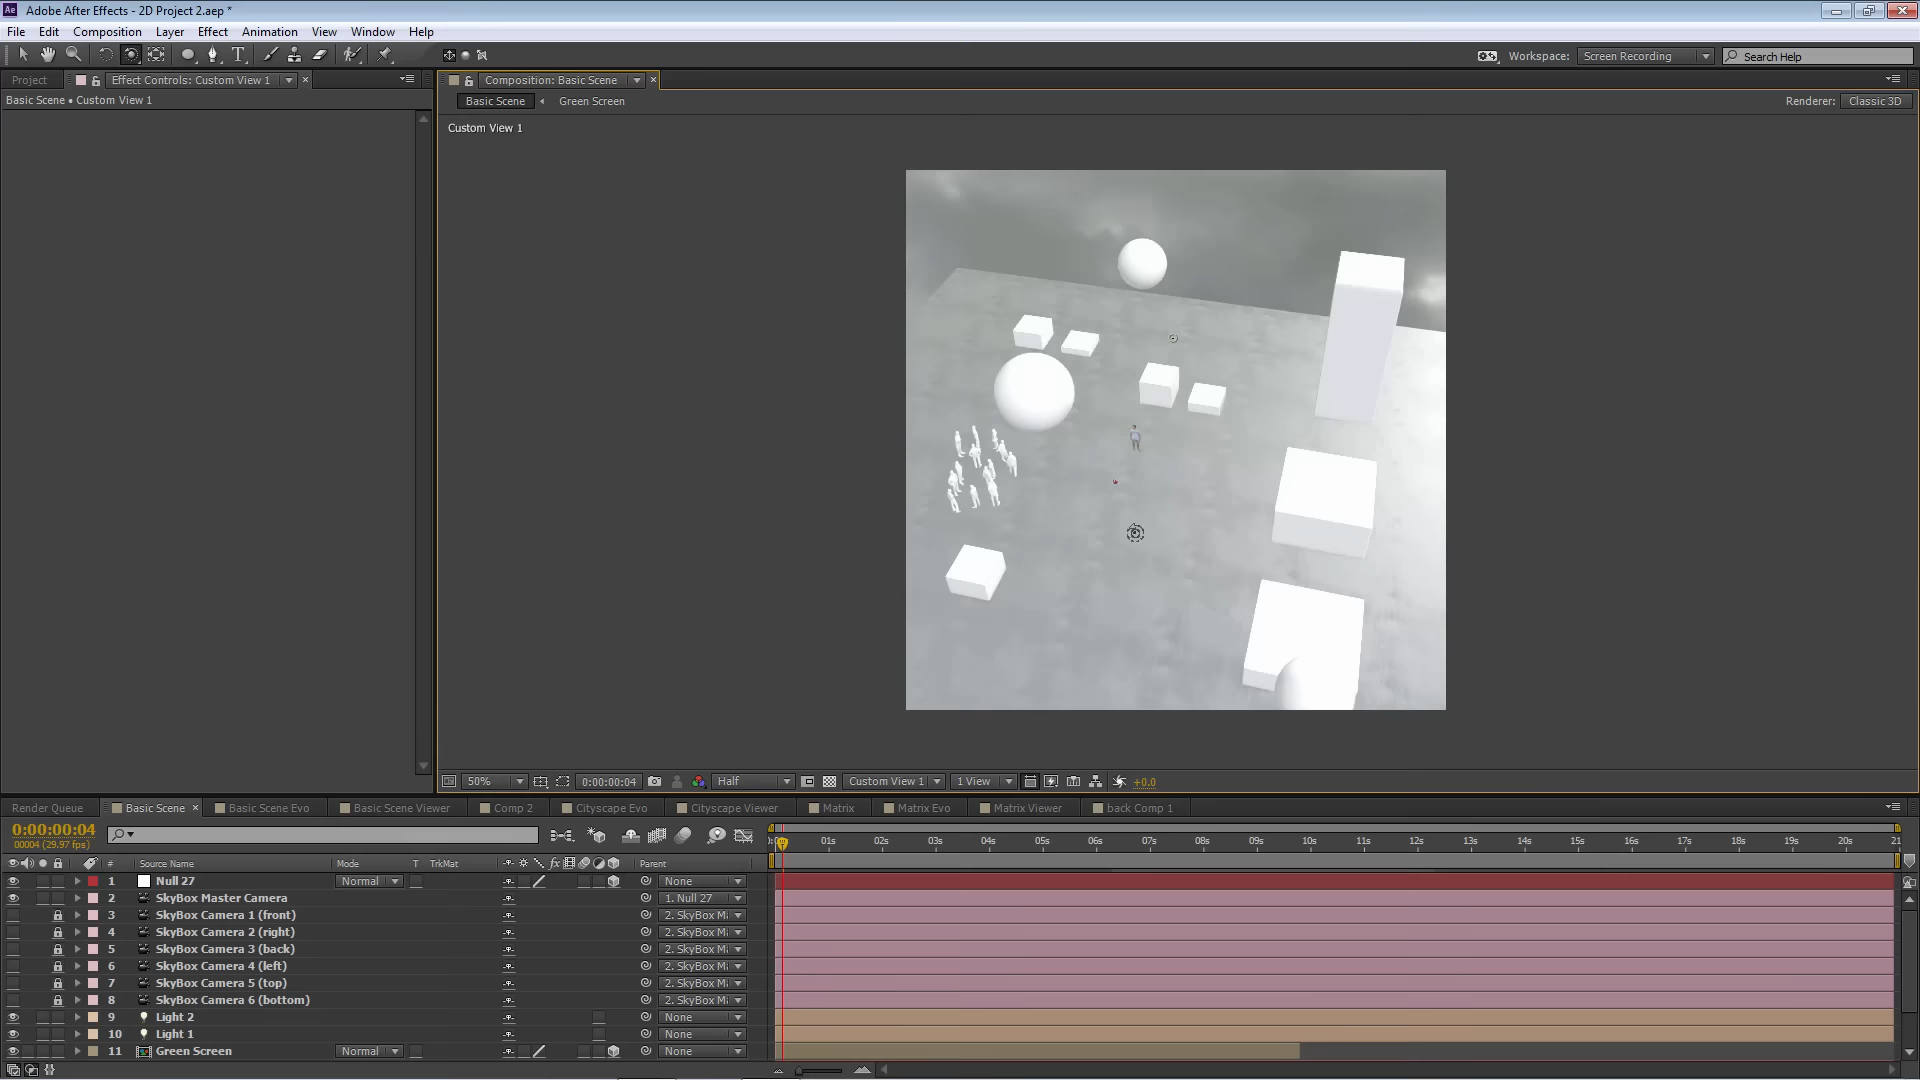 Ae Adobe After Effects - 2D Project 2.aep *
File Edit Composition Layer Effect Animation View Window Help
T Workspace: Screen Recording Search Help
Project Effect Controls: Custom View 1 × Composition: Basic Scene ×
Basic Scene • Custom View 1 Basic Scene Green Screen Renderer: Classic 3D
Custom View 1
50% 0:00:00:04 Half Custom View 1 1 View +0.0
Render Queue Basic Scene × Basic Scene Evo Basic Scene Viewer Comp 2 Cityscape Evo Cityscape Viewer Matrix Matrix Evo Matrix Viewer back Comp 1
0:00:00:04
00004 (29.97 fps)
01s 02s 03s 04s 05s 06s 07s 08s 09s 10s 11s 12s 13s 14s 15s 16s 17s 18s 19s 20s 21
# Source Name Mode T TrkMat fx Parent
1 Null 27 Normal None
2 SkyBox Master Camera 1. Null 27
3 SkyBox Camera 1 (front) 2. SkyBox Ma
4 SkyBox Camera 2 (right) 2. SkyBox Ma
5 SkyBox Camera 3 (back) 2. SkyBox Ma
6 SkyBox Camera 4 (left) 2. SkyBox Ma
7 SkyBox Camera 5 (top) 2. SkyBox Ma
8 SkyBox Camera 6 (bottom) 2. SkyBox Ma
9 Light 2 None
10 Light 1 None
11 Green Screen Normal None